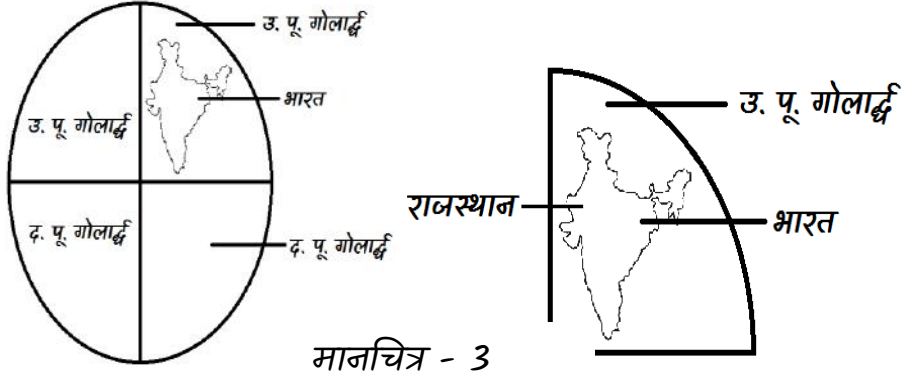 उ. पू. गोलार्द्ध
भारत
उ. पू. गोलार्द्ध
द. पू. गोलार्द्ध
द. पू. गोलार्द्ध
उ. पू. गोलार्द्ध
राजस्थान
भारत
मानचित्र - 3